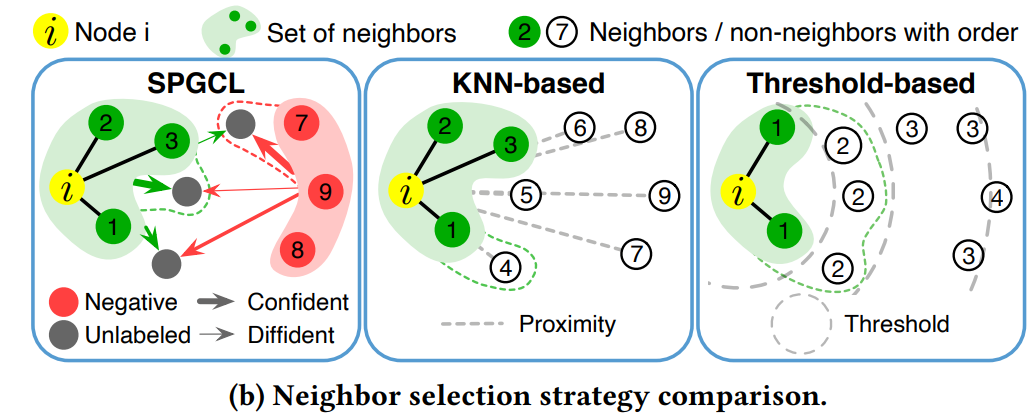 i Node i Set of neighbors 2 7 Neighbors / non-neighbors with order
SPGCL
2
3
7
i
9
1
8
Negative Confident
Unlabeled Diffident
KNN-based
2
3
6
8
i
5
9
1
4
7
Proximity
Threshold-based
1
2
3
3
i
2
4
1
2
3
Threshold
(b) Neighbor selection strategy comparison.